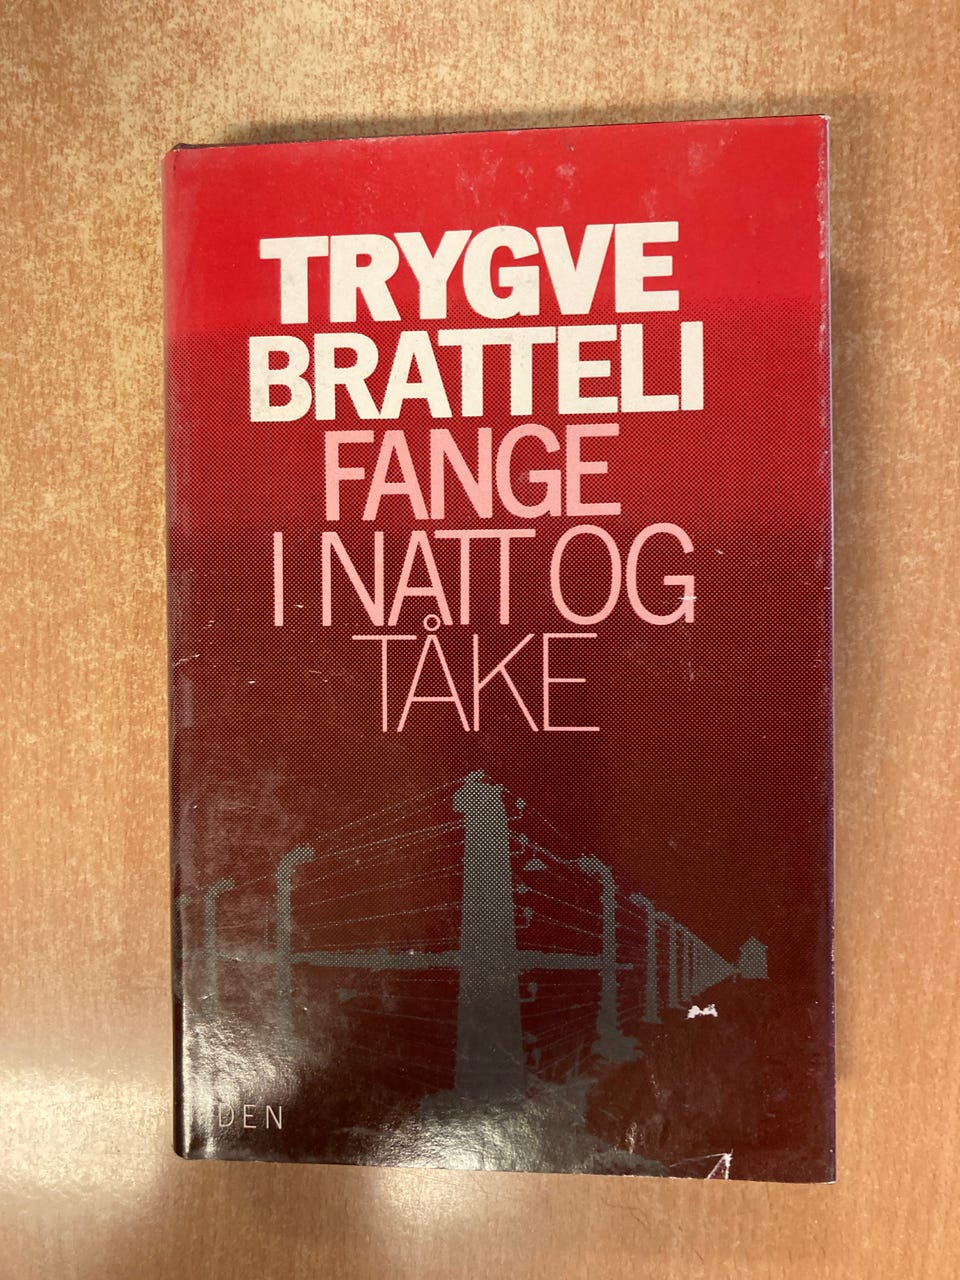 TRYGVE
BRATTELI
FANGE
I NATT OG
TÅKE
DEN